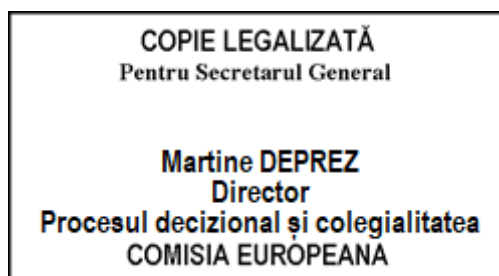 COPIE LEGALIZATĂ
Pentru Secretarul General
Martine DEPREZ
Director
Procesul decizional și colegialitatea
COMISIA EUROPEANA